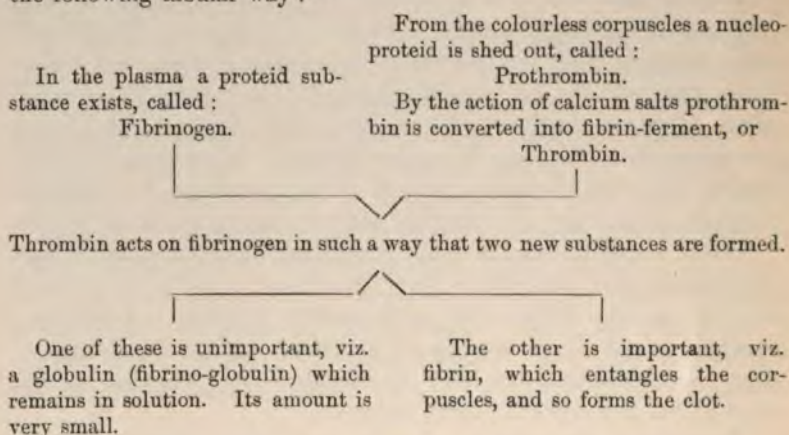 the following tabular way :
From the colourless corpuscles a nucleo-
proteid is shed out, called :
Prothrombin.
By the action of calcium salts prothrom-
bin is converted into fibrin-ferment, or
Thrombin.
In the plasma a proteid sub-
stance exists, called :
Fibrinogen.
Thrombin acts on fibrinogen in such a way that two new substances are formed.
One of these is unimportant, viz.
a globulin (fibrino-globulin) which
remains in solution. Its amount is
very small.
The other is important, viz.
fibrin, which entangles the cor-
puscles, and so forms the clot.